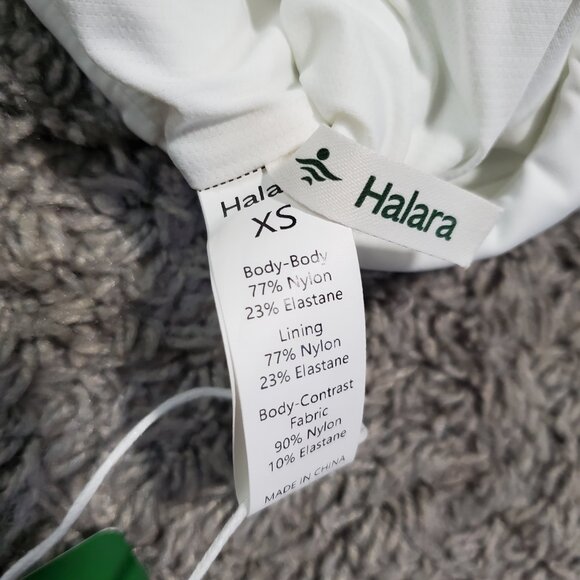 Halara
Hala
XS
Body-Body
77% Nylon
23% Elastane
Lining
77% Nylon
23% Elastane
Body-Contrast
Fabric
90% Nylon
10% Elastane
MADE IN CHINA